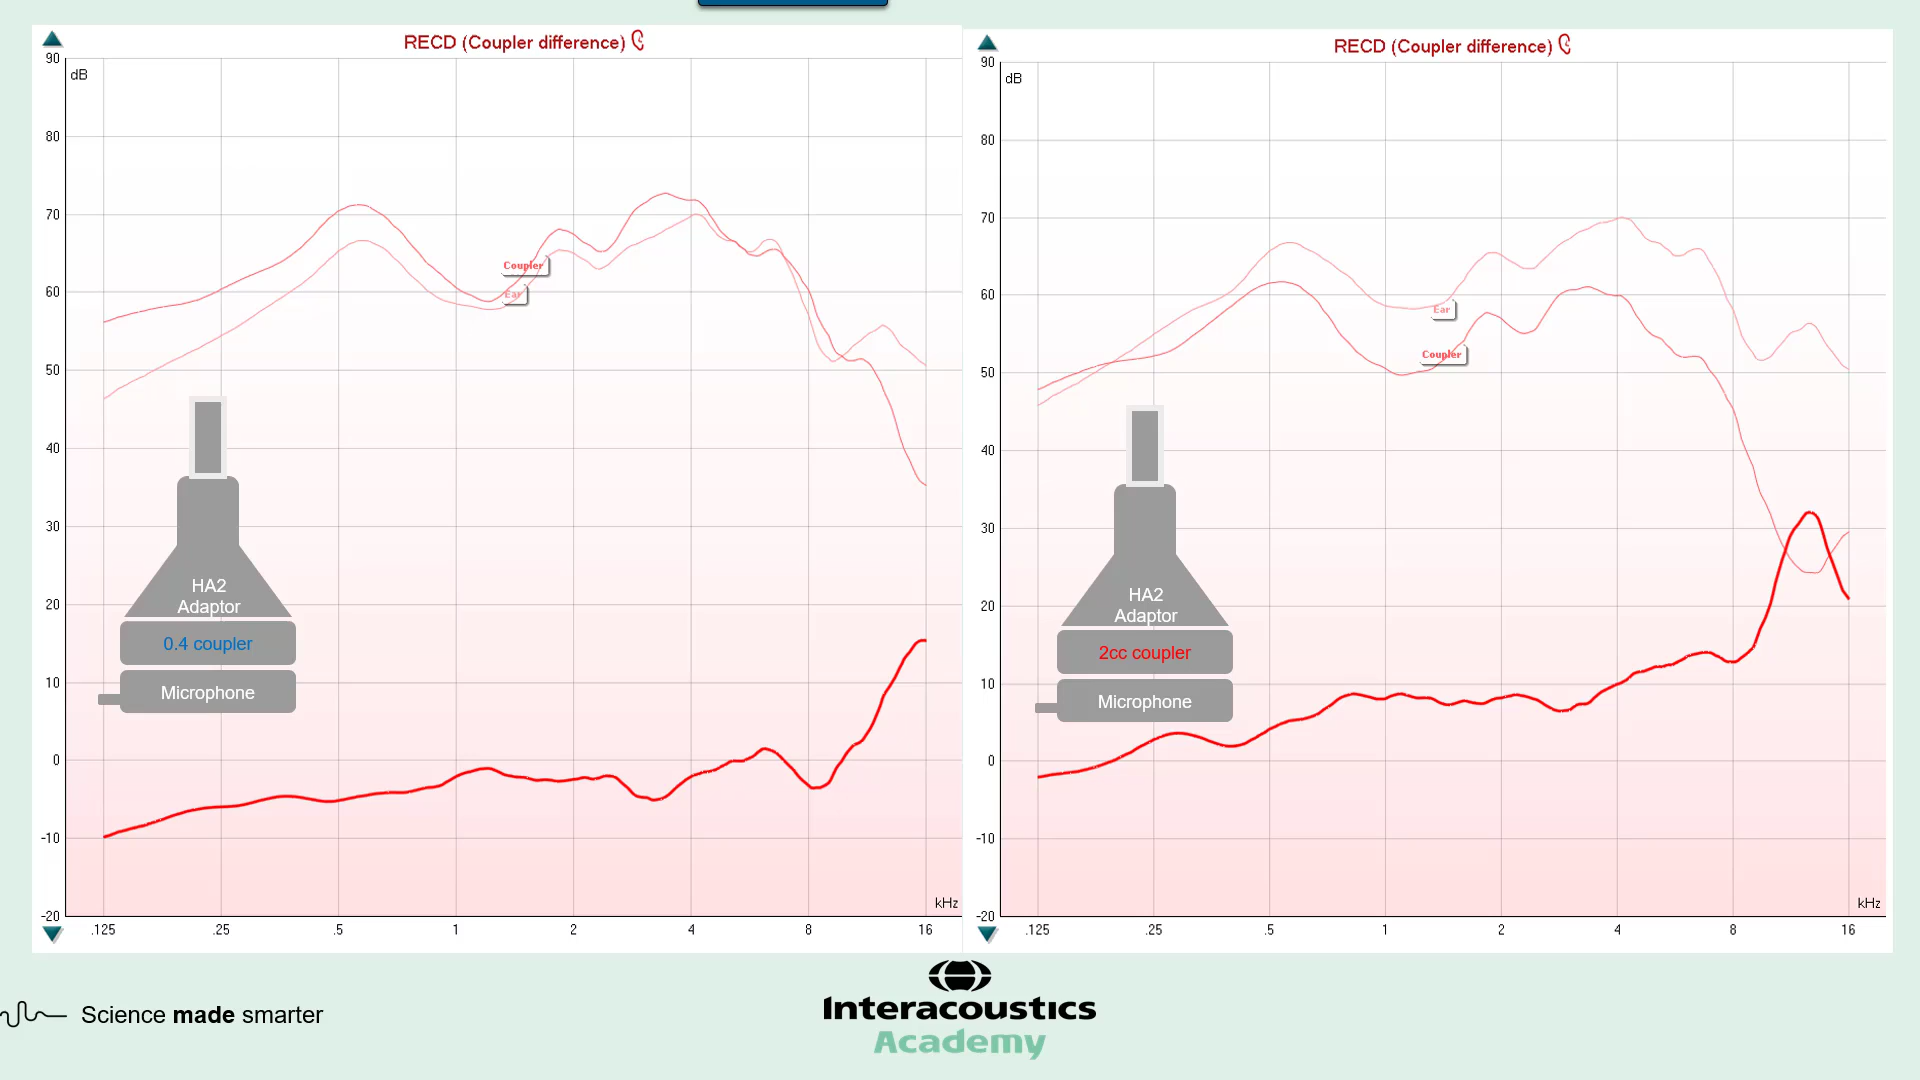 RECD (Coupler difference)
90
dB
80
70
60
50
40
30
20
10
0
-10
-20
Coupler
Ear
HA2
Adaptor
0.4 coupler
Microphone
kHz
.125 .25 .5 1 2 4 8 16
RECD (Coupler difference)
90
dB
80
70
60
50
40
30
20
10
0
-10
-20
Ear
Coupler
HA2
Adaptor
2cc coupler
Microphone
kHz
.125 .25 .5 1 2 4 8 16
Science made smarter
Interacoustics
Academy